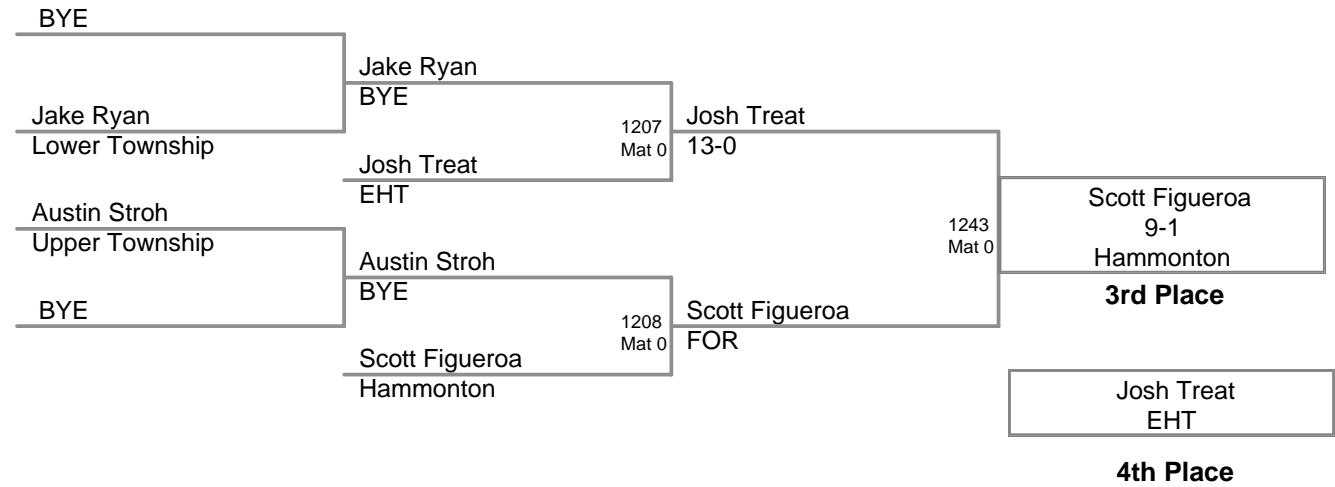 BYE
Jake Ryan
Lower Township
Austin Stroh
Upper Township
BYE
Jake Ryan
BYE
Josh Treat
EHT
Austin Stroh
BYE
Scott Figueroa
Hammonton
1207
Mat 0
1208
Mat 0
Josh Treat
13-0
Scott Figueroa
FOR
1243
Mat 0
Scott Figueroa
9-1
Hammonton
3rd Place
Josh Treat
EHT
4th Place